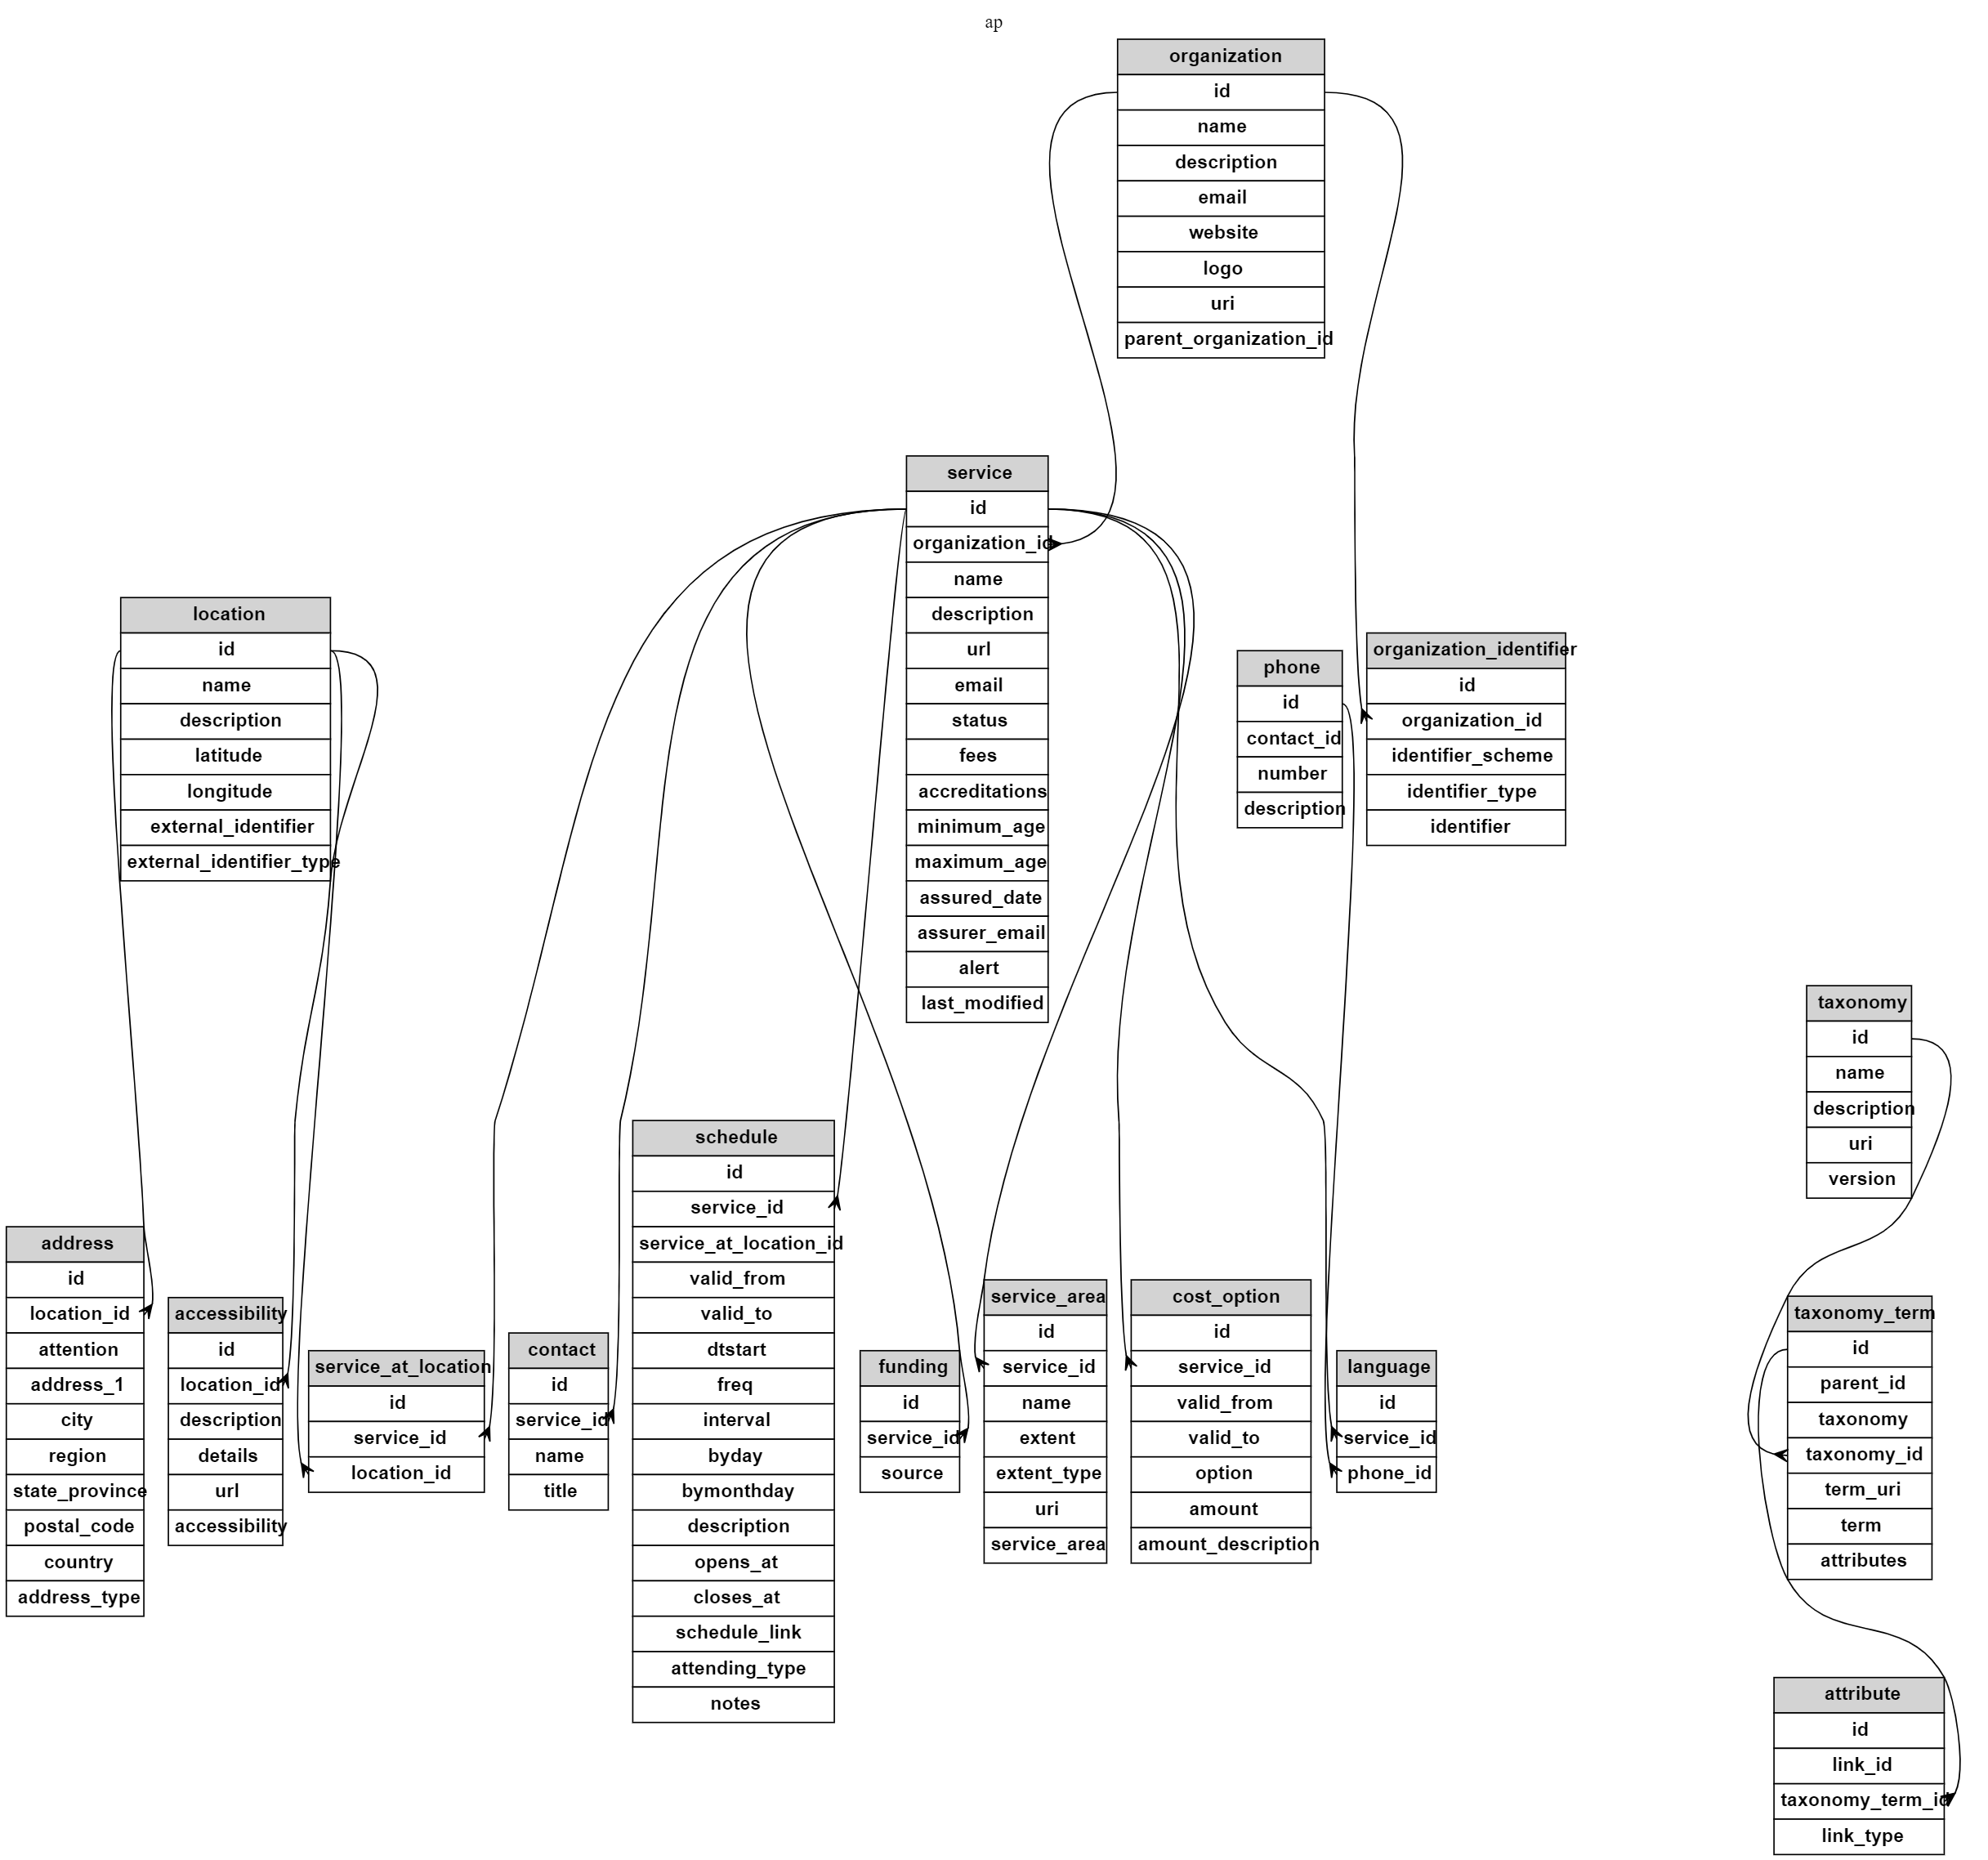 ap
organization
id
name
description
email
website
logo
uri
parent_organization_id
service
id
organization_id
name
description
url
email
status
fees
accreditations
minimum_age
maximum_age
assured_date
assurer_email
alert
last_modified
location
id
name
description
latitude
longitude
external_identifier
external_identifier_type
phone
id
contact_id
number
description
organization_identifier
id
organization_id
identifier_scheme
identifier_type
identifier
taxonomy
id
name
description
uri
version
address
id
location_id
attention
address_1
city
region
state_province
postal_code
country
address_type
accessibility
id
location_id
description
details
url
accessibility
service_at_location
id
service_id
location_id
contact
id
service_id
name
title
schedule
id
service_id
service_at_location_id
valid_from
valid_to
dtstart
freq
interval
byday
bymonthday
description
opens_at
closes_at
schedule_link
attending_type
notes
funding
id
service_id
source
service_area
id
service_id
name
extent
extent_type
uri
service_area
cost_option
id
service_id
valid_from
valid_to
option
amount
amount_description
language
id
service_id
phone_id
taxonomy_term
id
parent_id
taxonomy
taxonomy_id
term_uri
term
attributes
attribute
id
link_id
taxonomy_term_id
link_type